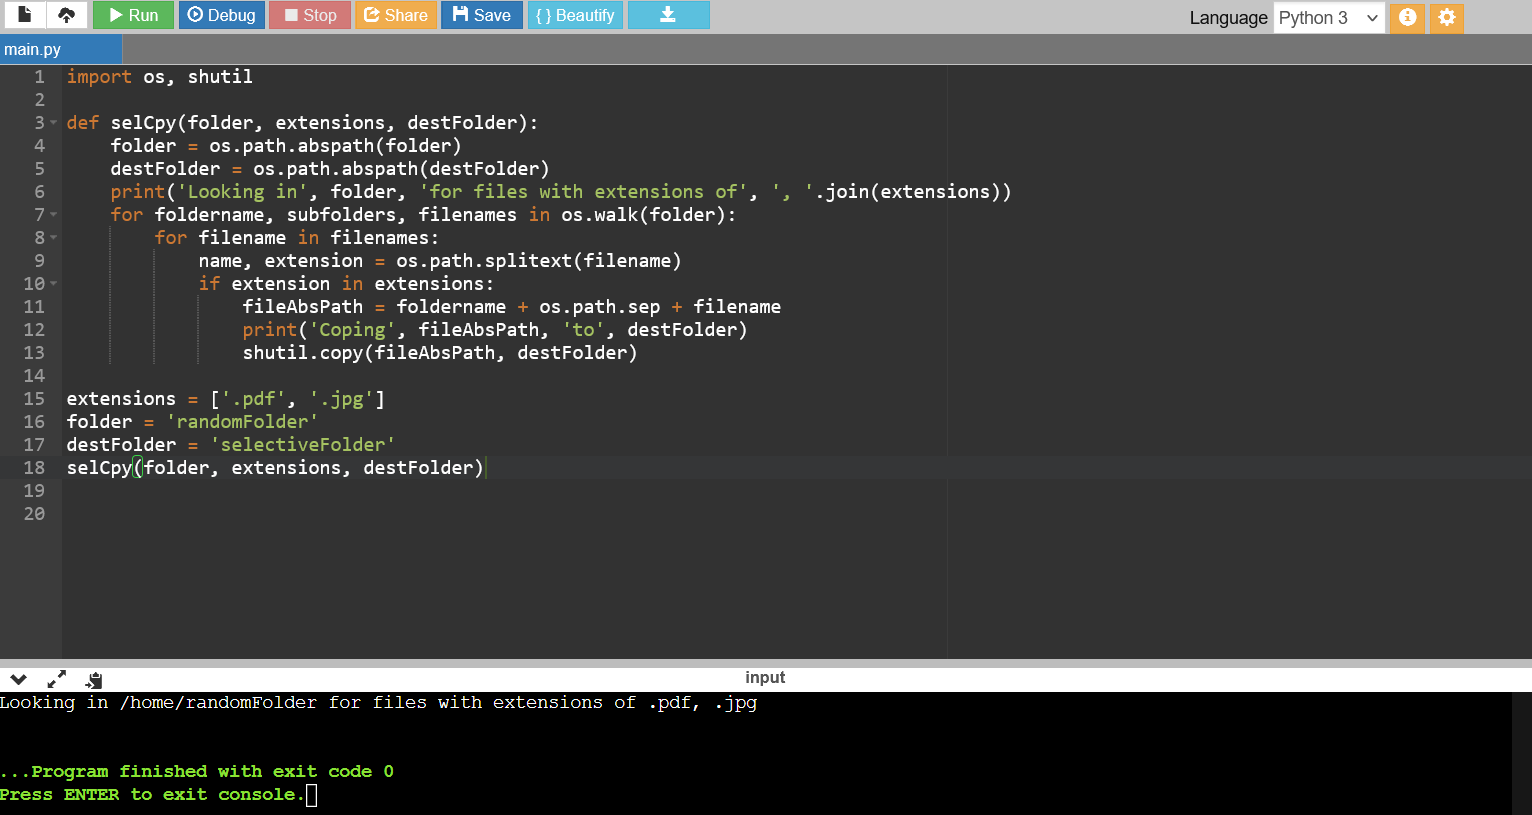 Run Debug Stop Share Save { } Beautify Language Python 3
main.py
1 import os, shutil
2
3 def selCpy(folder, extensions, destFolder):
4     folder = os.path.abspath(folder)
5     destFolder = os.path.abspath(destFolder)
6     print('Looking in', folder, 'for files with extensions of', ', '.join(extensions))
7     for foldername, subfolders, filenames in os.walk(folder):
8         for filename in filenames:
9             name, extension = os.path.splitext(filename)
10             if extension in extensions:
11                 fileAbsPath = foldername + os.path.sep + filename
12                 print('Coping', fileAbsPath, 'to', destFolder)
13                 shutil.copy(fileAbsPath, destFolder)
14
15 extensions = ['.pdf', '.jpg']
16 folder = 'randomFolder'
17 destFolder = 'selectiveFolder'
18 selCpy(folder, extensions, destFolder)
19
20
input
Looking in /home/randomFolder for files with extensions of .pdf, .jpg
...Program finished with exit code 0
Press ENTER to exit console.